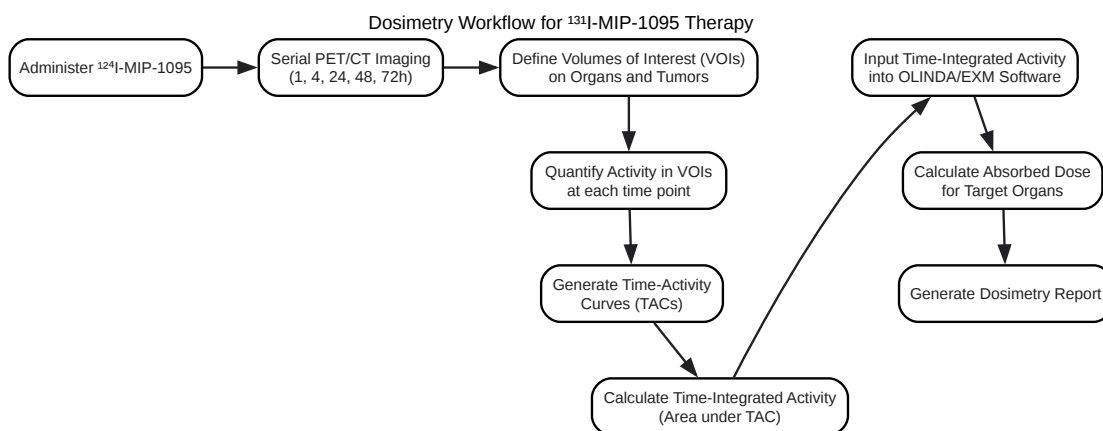 Dosimetry Workflow for ¹³¹I-MIP-1095 Therapy
Administer ¹²⁴I-MIP-1095
Serial PET/CT Imaging
(1, 4, 24, 48, 72h)
Define Volumes of Interest (VOIs)
on Organs and Tumors
Quantify Activity in VOIs
at each time point
Generate Time-Activity
Curves (TACs)
Calculate Time-Integrated Activity
(Area under TAC)
Input Time-Integrated Activity
into OLINDA/EXM Software
Calculate Absorbed Dose
for Target Organs
Generate Dosimetry Report